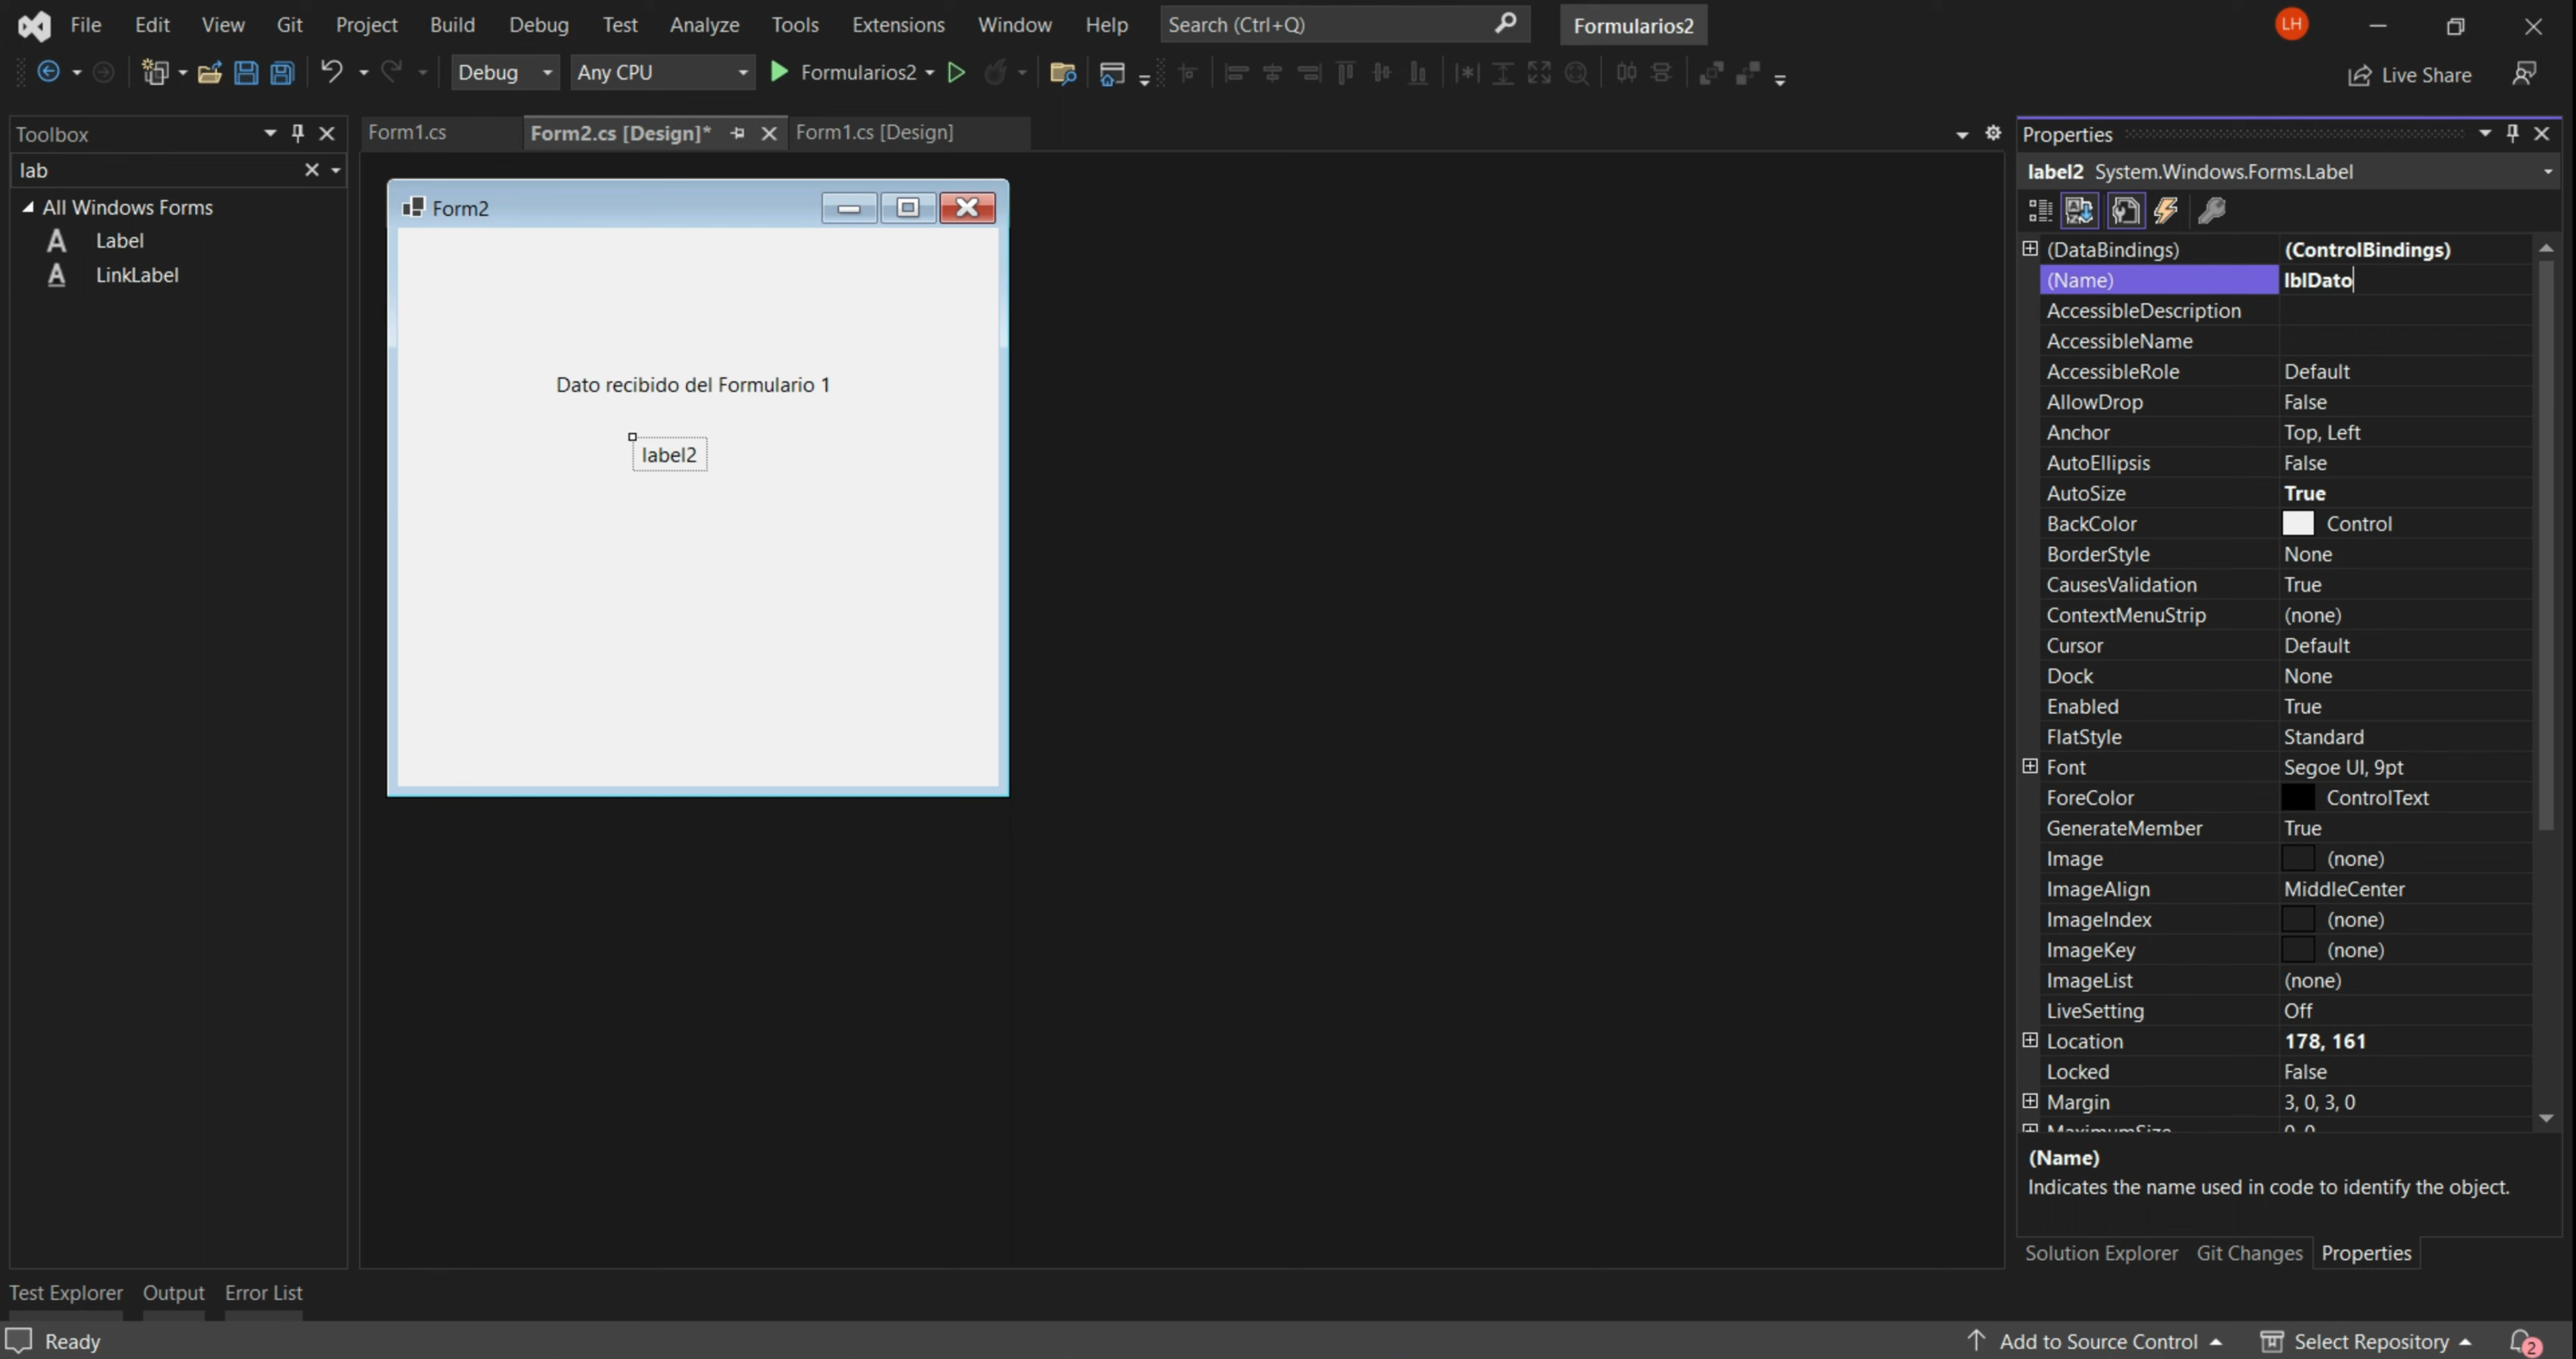 File Edit View Git Project Build Debug Test Analyze Tools Extensions Window Help Search (Ctrl+Q) Formularios2 LH
Debug Any CPU Formularios2 Live Share
Toolbox
lab
All Windows Forms
Label
LinkLabel
Form1.cs Form2.cs [Design]* Form1.cs [Design]
Form2
Dato recibido del Formulario 1
label2
Properties
label2 System.Windows.Forms.Label
(DataBindings) (ControlBindings)
(Name) lblDato
AccessibleDescription
AccessibleName
AccessibleRole Default
AllowDrop False
Anchor Top, Left
AutoEllipsis False
AutoSize True
BackColor Control
BorderStyle None
CausesValidation True
ContextMenuStrip (none)
Cursor Default
Dock None
Enabled True
FlatStyle Standard
Font Segoe UI, 9pt
ForeColor ControlText
GenerateMember True
Image (none)
ImageAlign MiddleCenter
ImageIndex (none)
ImageKey (none)
ImageList (none)
LiveSetting Off
Location 178, 161
Locked False
Margin 3, 0, 3, 0
MaximumSize 0, 0
(Name)
Indicates the name used in code to identify the object.
Solution Explorer Git Changes Properties
Test Explorer Output Error List
Ready Add to Source Control Select Repository 2